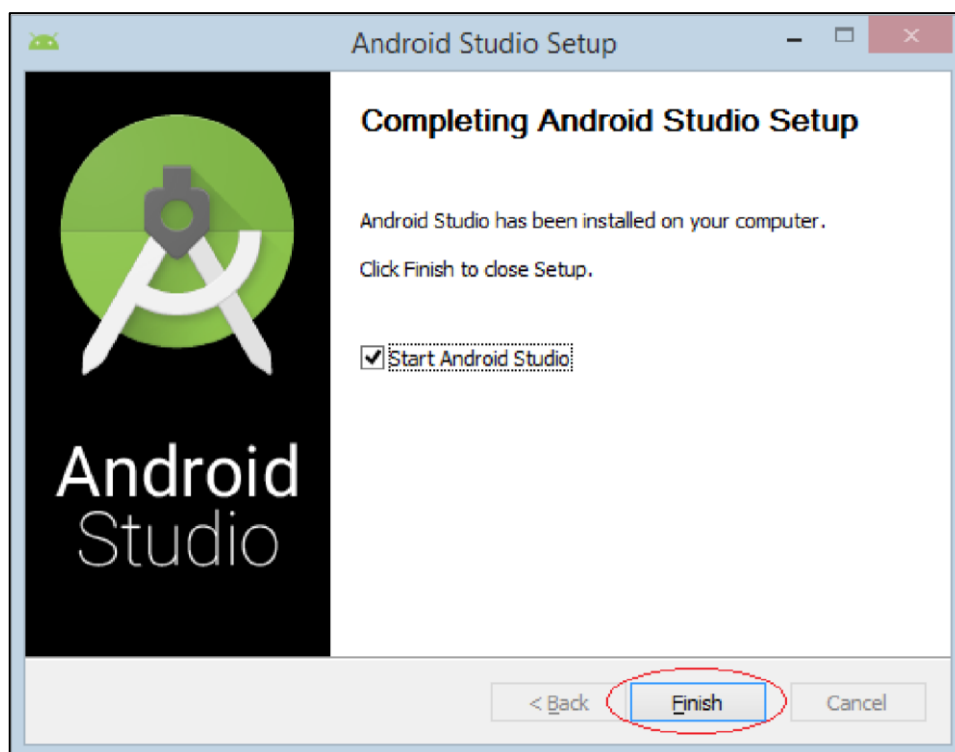 Android Studio Setup
Completing Android Studio Setup
Android Studio has been installed on your computer.
Click Finish to close Setup.
Start Android Studio
Android
Studio
< Back
Finish
Cancel